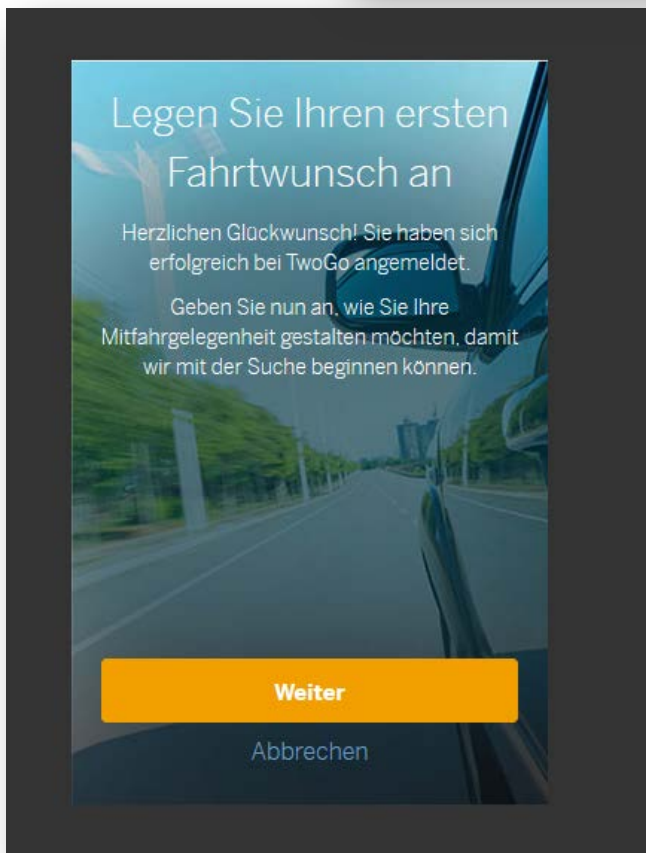 Legen Sie Ihren ersten
Fahrtwunsch an
Herzlichen Glückwunsch! Sie haben sich
erfolgreich bei TwoGo angemeldet.
Geben Sie nun an, wie Sie Ihre
Mitfahrgelegenheit gestalten möchten, damit
wir mit der Suche beginnen können.
Weiter
Abbrechen